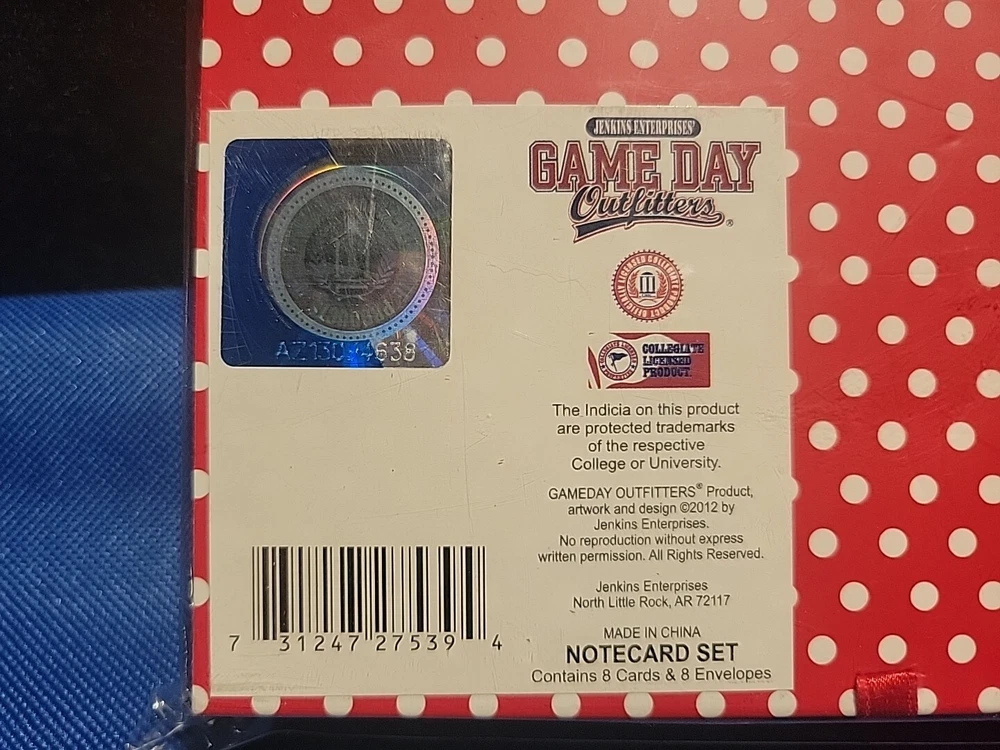 JENKINS ENTERPRISES'
GAME DAY
Outfitters®
COLLEGIATE
LICENSED
PRODUCT.
The Indicia on this product
are protected trademarks
of the respective
College or University.
GAMEDAY OUTFITTERS® Product,
artwork and design ©2012 by
Jenkins Enterprises.
No reproduction without express
written permission. All Rights Reserved.
Jenkins Enterprises
North Little Rock, AR 72117
MADE IN CHINA
NOTECARD SET
Contains 8 Cards & 8 Envelopes
7 31247 27539 4